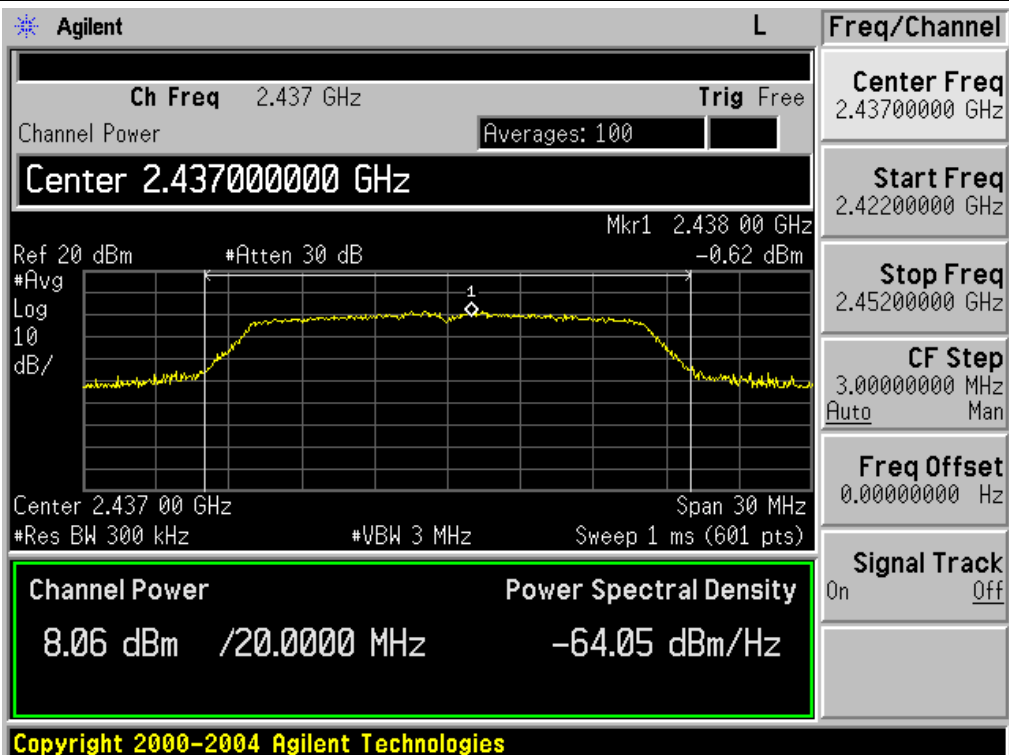 Agilent L Freq/Channel
Ch Freq 2.437 GHz Trig Free
Channel Power Averages: 100
Center 2.437000000 GHz
Mkr1 2.438 00 GHz
Ref 20 dBm #Atten 30 dB -0.62 dBm
#Avg
Log
10
dB/
1
Center 2.437 00 GHz Span 30 MHz
#Res BW 300 kHz #VBW 3 MHz Sweep 1 ms (601 pts)
Channel Power Power Spectral Density
8.06 dBm /20.0000 MHz -64.05 dBm/Hz
Center Freq
2.43700000 GHz
Start Freq
2.42200000 GHz
Stop Freq
2.45200000 GHz
CF Step
3.00000000 MHz
Auto Man
Freq Offset
0.00000000 Hz
Signal Track
On Off
Copyright 2000-2004 Agilent Technologies